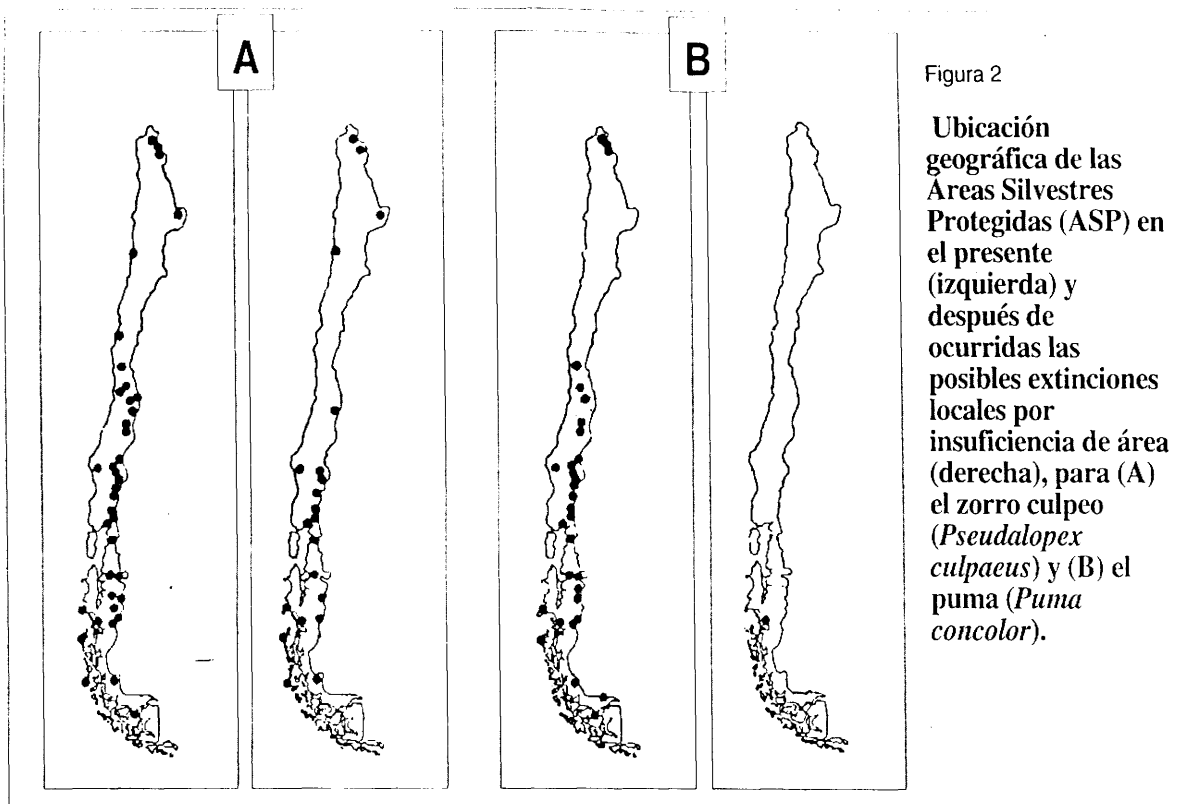 A
B
Figura 2
Ubicación
geográfica de las
Areas Silvestres
Protegidas (ASP) en
el presente
(izquierda) y
después de
ocurridas las
posibles extinciones
locales por
insuficiencia de área
(derecha), para (A)
el zorro culpeo
(Pseudalopex
culpaeus) y (B) el
puma (Puma
concolor).